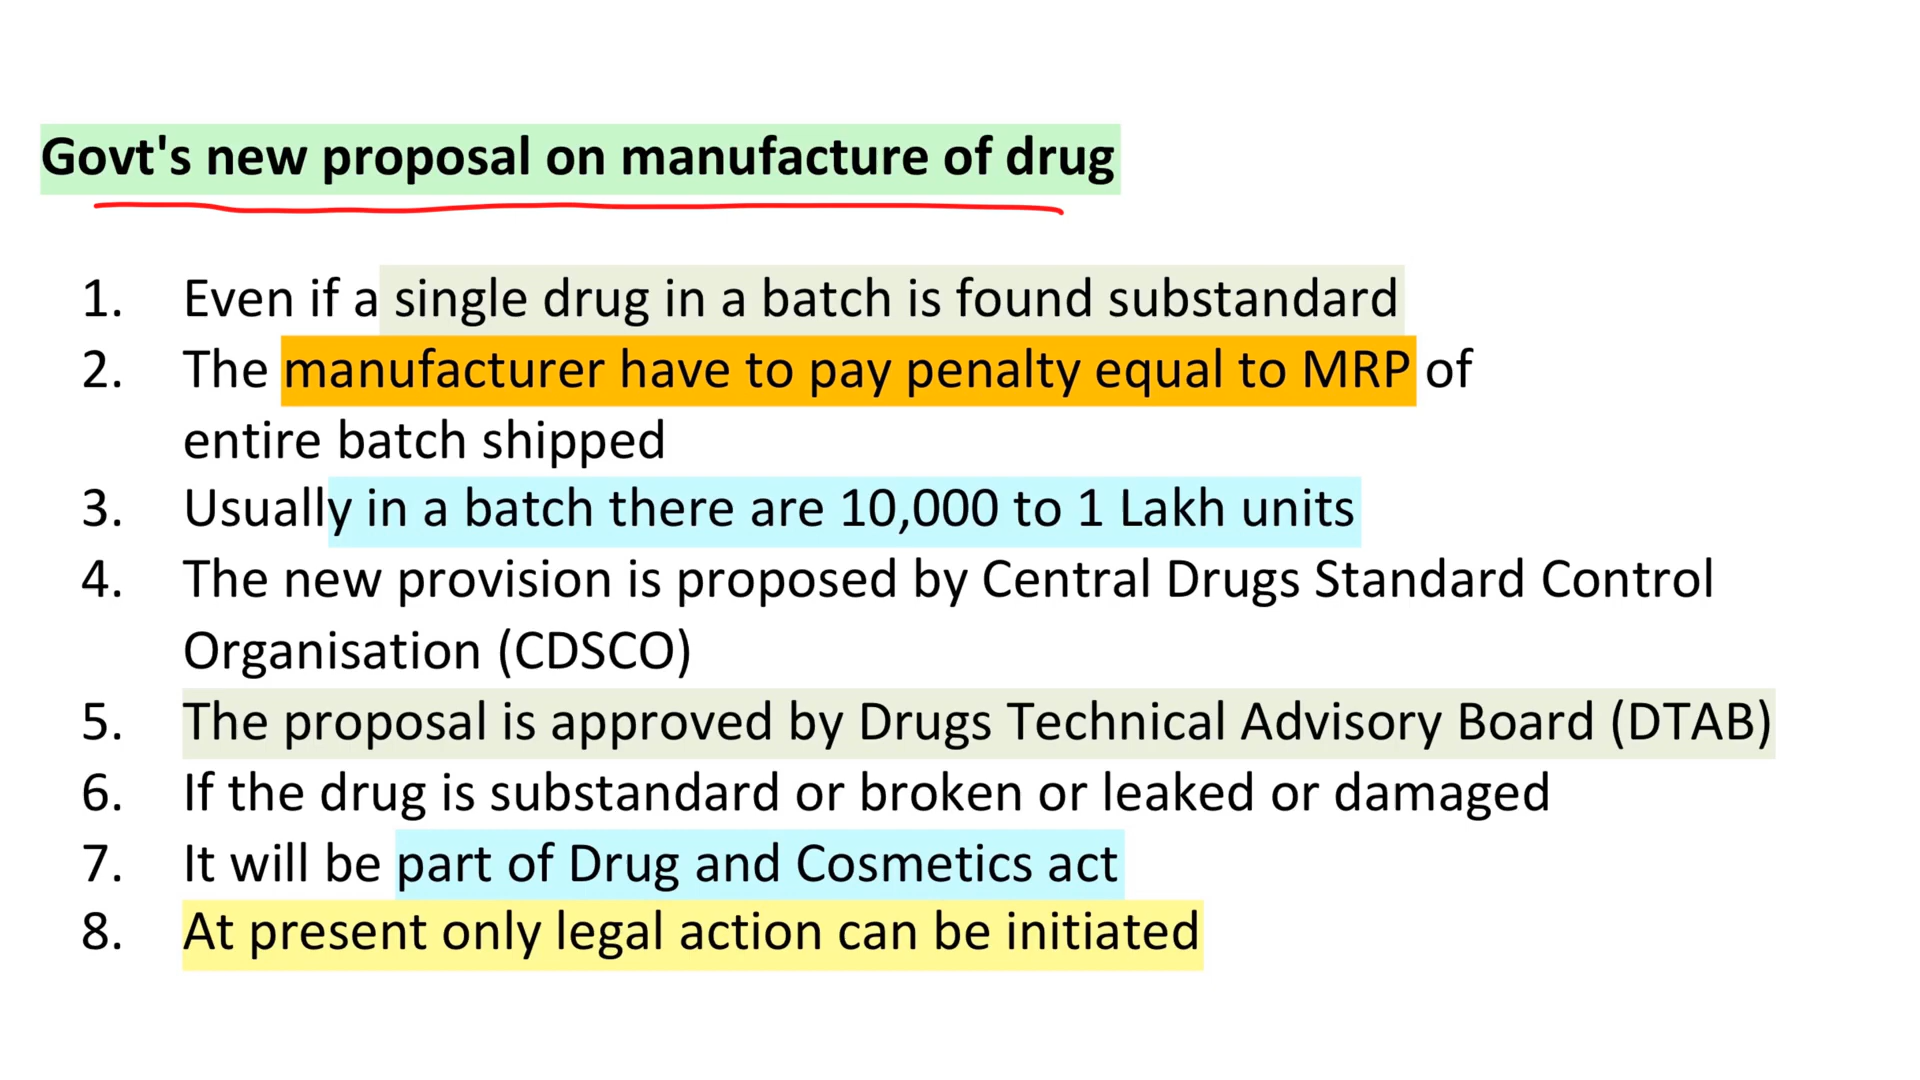 Govt's new proposal on manufacture of drug
1. Even if a single drug in a batch is found substandard
2. The manufacturer have to pay penalty equal to MRP of
entire batch shipped
3. Usually in a batch there are 10,000 to 1 Lakh units
4. The new provision is proposed by Central Drugs Standard Control
Organisation (CDSCO)
5. The proposal is approved by Drugs Technical Advisory Board (DTAB)
6. If the drug is substandard or broken or leaked or damaged
7. It will be part of Drug and Cosmetics act
8. At present only legal action can be initiated